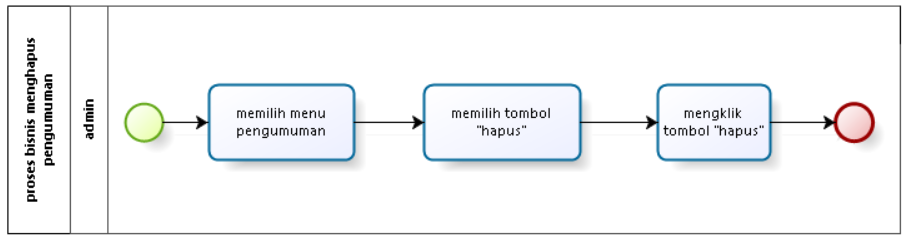 proses bisnis menghapus
pengumuman
admin
memilih menu
pengumuman
memilih tombol
"hapus"
mengklik
tombol "hapus"